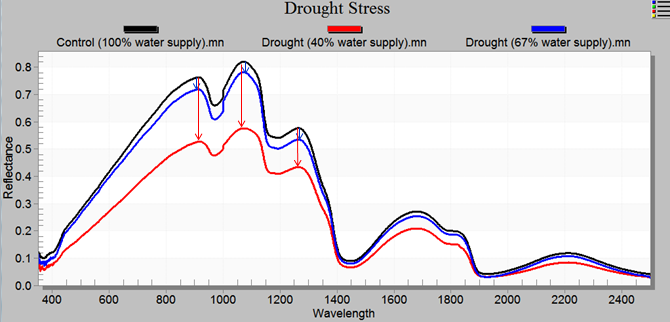 Drought Stress
Control (100% water supply).mn Drought (40% water supply).mn Drought (67% water supply).mn
0.8
0.7
0.6
0.5
0.4
0.3
0.2
0.1
0.0
Reflectance
400 600 800 1000 1200 1400 1600 1800 2000 2200 2400
Wavelength